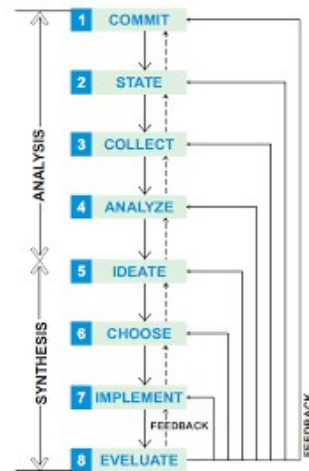 1 COMMIT
2 STATE
3 COLLECT
4 ANALYZE
ANALYSIS
5 IDEATE
6 CHOOSE
7 IMPLEMENT
SYNTHESIS
FEEDBACK
FEEDBACK
8 EVELUATE